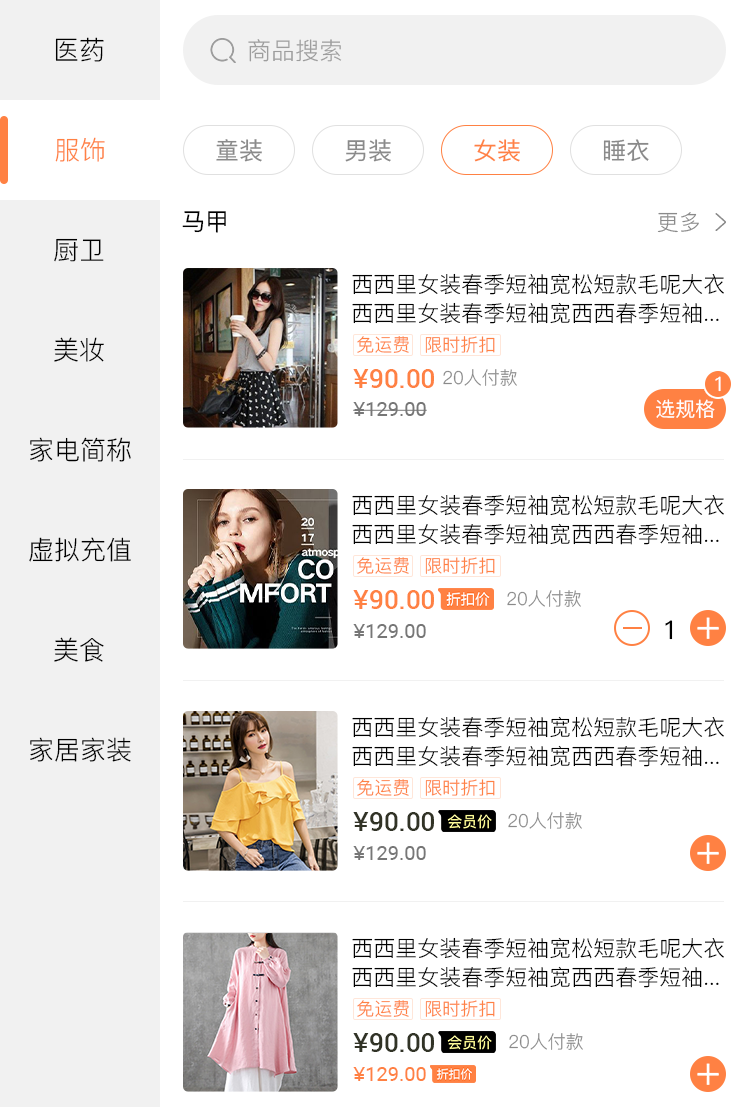 医药
服饰
厨卫
美妆
家电简称
虚拟充值
美食
家居家装
商品搜索
童装 男装 女装 睡衣
马甲 更多
西西里女装春季短袖宽松短款毛呢大衣
西西里女装春季短袖宽西西春季短袖...
免运费 限时折扣
¥90.00 20人付款
¥129.00
选规格 1
20
17
atmosp
CO
MFORT
西西里女装春季短袖宽松短款毛呢大衣
西西里女装春季短袖宽西西春季短袖...
免运费 限时折扣
¥90.00 折扣价 20人付款
¥129.00
1
西西里女装春季短袖宽松短款毛呢大衣
西西里女装春季短袖宽西西春季短袖...
免运费 限时折扣
¥90.00 会员价 20人付款
¥129.00
西西里女装春季短袖宽松短款毛呢大衣
西西里女装春季短袖宽西西春季短袖...
免运费 限时折扣
¥90.00 会员价 20人付款
¥129.00 折扣价